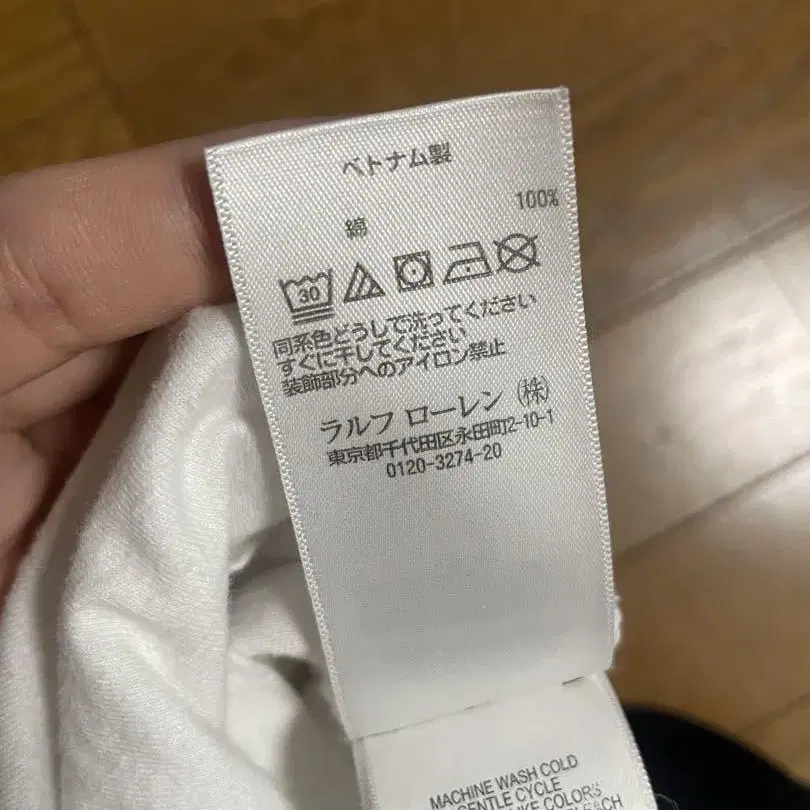 ベトナム製
綿 100%
30
同系色どうしで洗ってください
すぐに干してください
装飾部分へのアイロン禁止
ラルフ ローレン (株)
東京都千代田区永田町2-10-1
0120-3274-20
MACHINE WASH COLD
GENTLE CYCLE
LIKE COLORS